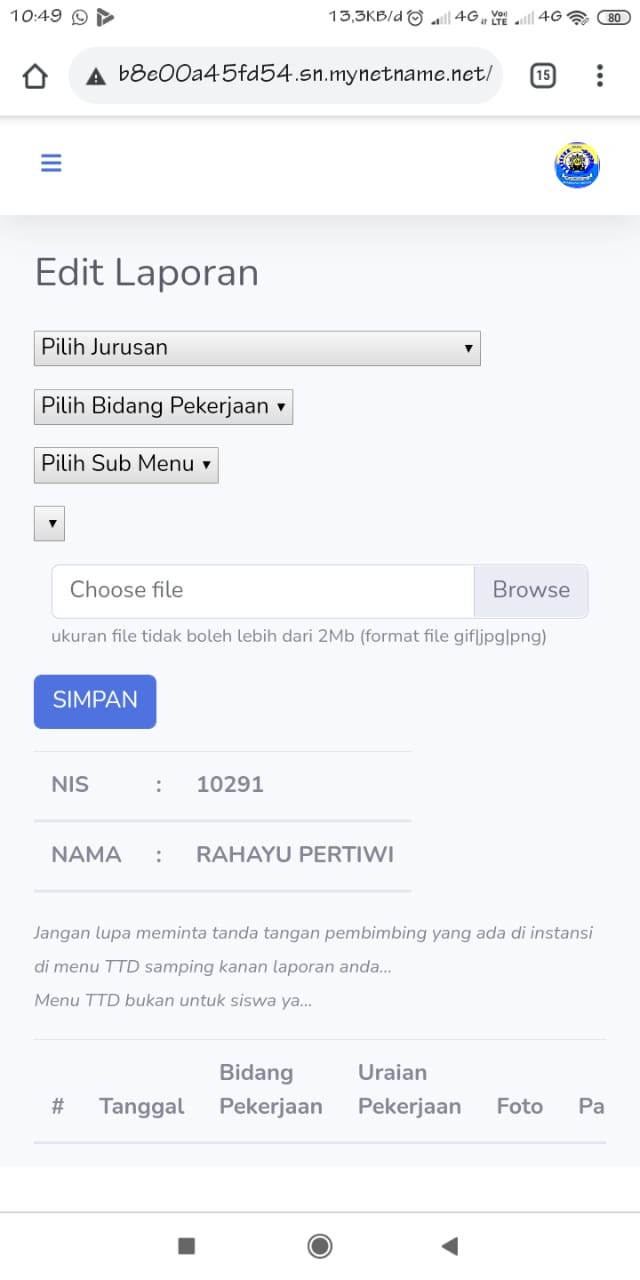 10:49 13,3KB/d 4G Vo) LTE 4G 80
b8e00a45fd54.sn.mynetname.net/ 15
Edit Laporan
Pilih Jurusan
Pilih Bidang Pekerjaan
Pilih Sub Menu
Choose file Browse
ukuran file tidak boleh lebih dari 2Mb (format file gif|jpg|png)
SIMPAN
NIS : 10291
NAMA : RAHAYU PERTIWI
Jangan lupa meminta tanda tangan pembimbing yang ada di instansi
di menu TTD samping kanan laporan anda...
Menu TTD bukan untuk siswa ya...
# Tanggal Bidang Pekerjaan Uraian Pekerjaan Foto Pa